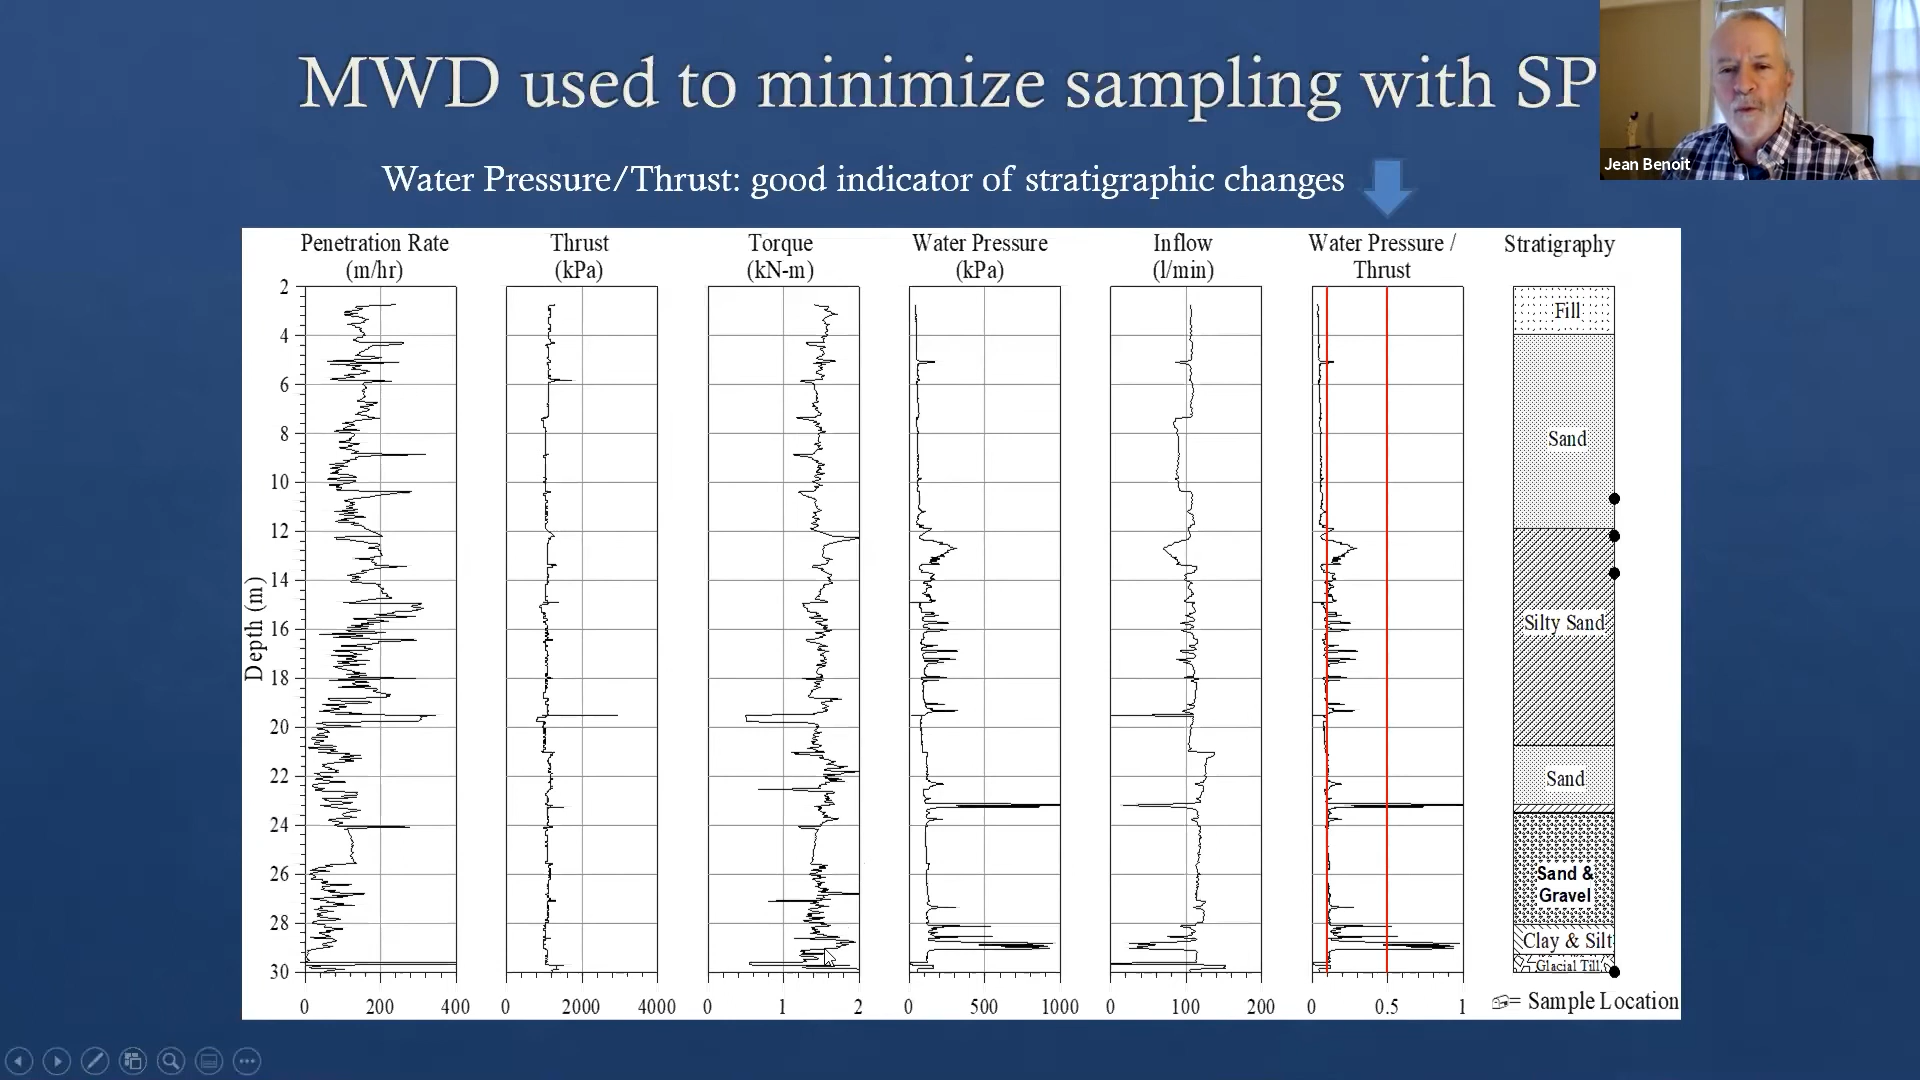 MWD used to minimize sampling with SP
Jean Benoit
Water Pressure/Thrust: good indicator of stratigraphic changes
Penetration Rate
(m/hr)
Thrust
(kPa)
Torque
(kN-m)
Water Pressure
(kPa)
Inflow
(l/min)
Water Pressure /
Thrust
Stratigraphy
Depth (m)
2
4
6
8
10
12
14
16
18
20
22
24
26
28
30
Fill
Sand
Silty Sand
Sand
Sand &
Gravel
Clay & Silt
Glacial Till
0 200 400
0 2000 4000
0 1 2
0 500 1000
0 100 200
0 0.5 1
= Sample Location